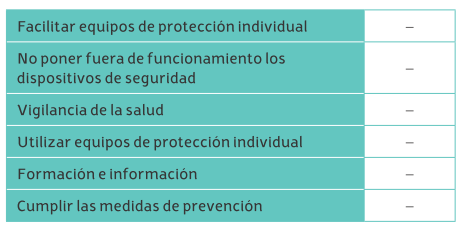 Facilitar equipos de protección individual –
No poner fuera de funcionamiento los
dispositivos de seguridad –
Vigilancia de la salud –
Utilizar equipos de protección individual –
Formación e información –
Cumplir las medidas de prevención –